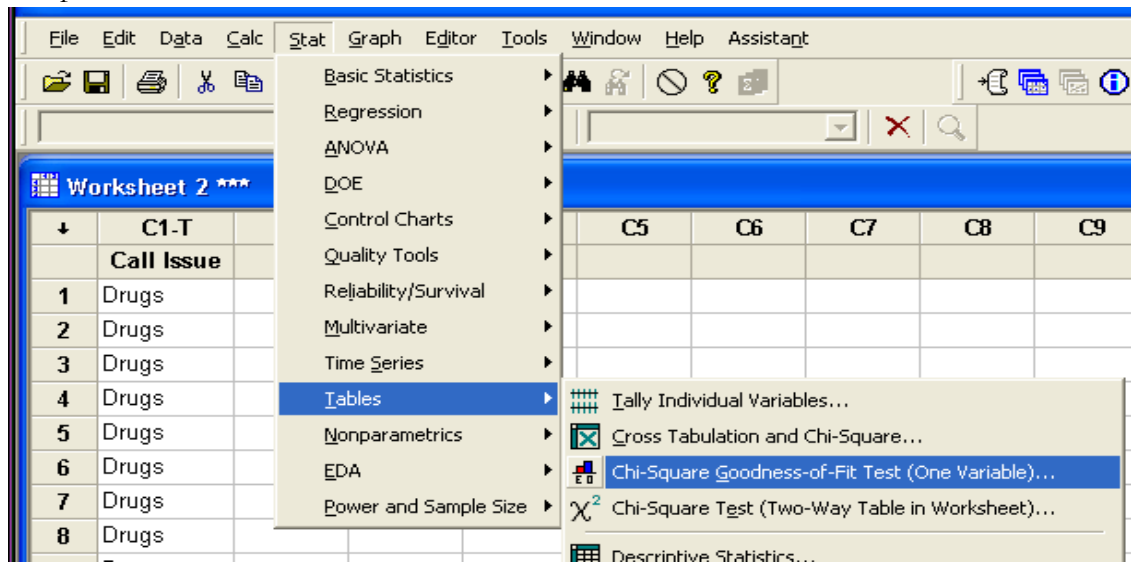 File Edit Data Calc Stat Graph Editor Tools Window Help Assistant
Basic Statistics
Regression
ANOVA
DOE
Control Charts
Quality Tools
Reliability/Survival
Multivariate
Time Series
Tables
Nonparametrics
EDA
Power and Sample Size
Tally Individual Variables...
Cross Tabulation and Chi-Square...
Chi-Square Goodness-of-Fit Test (One Variable)...
χ² Chi-Square Test (Two-Way Table in Worksheet)...
Descriptive Statistics...
Worksheet 2 ***
C1-T C5 C6 C7 C8 C9
Call Issue
1 Drugs
2 Drugs
3 Drugs
4 Drugs
5 Drugs
6 Drugs
7 Drugs
8 Drugs